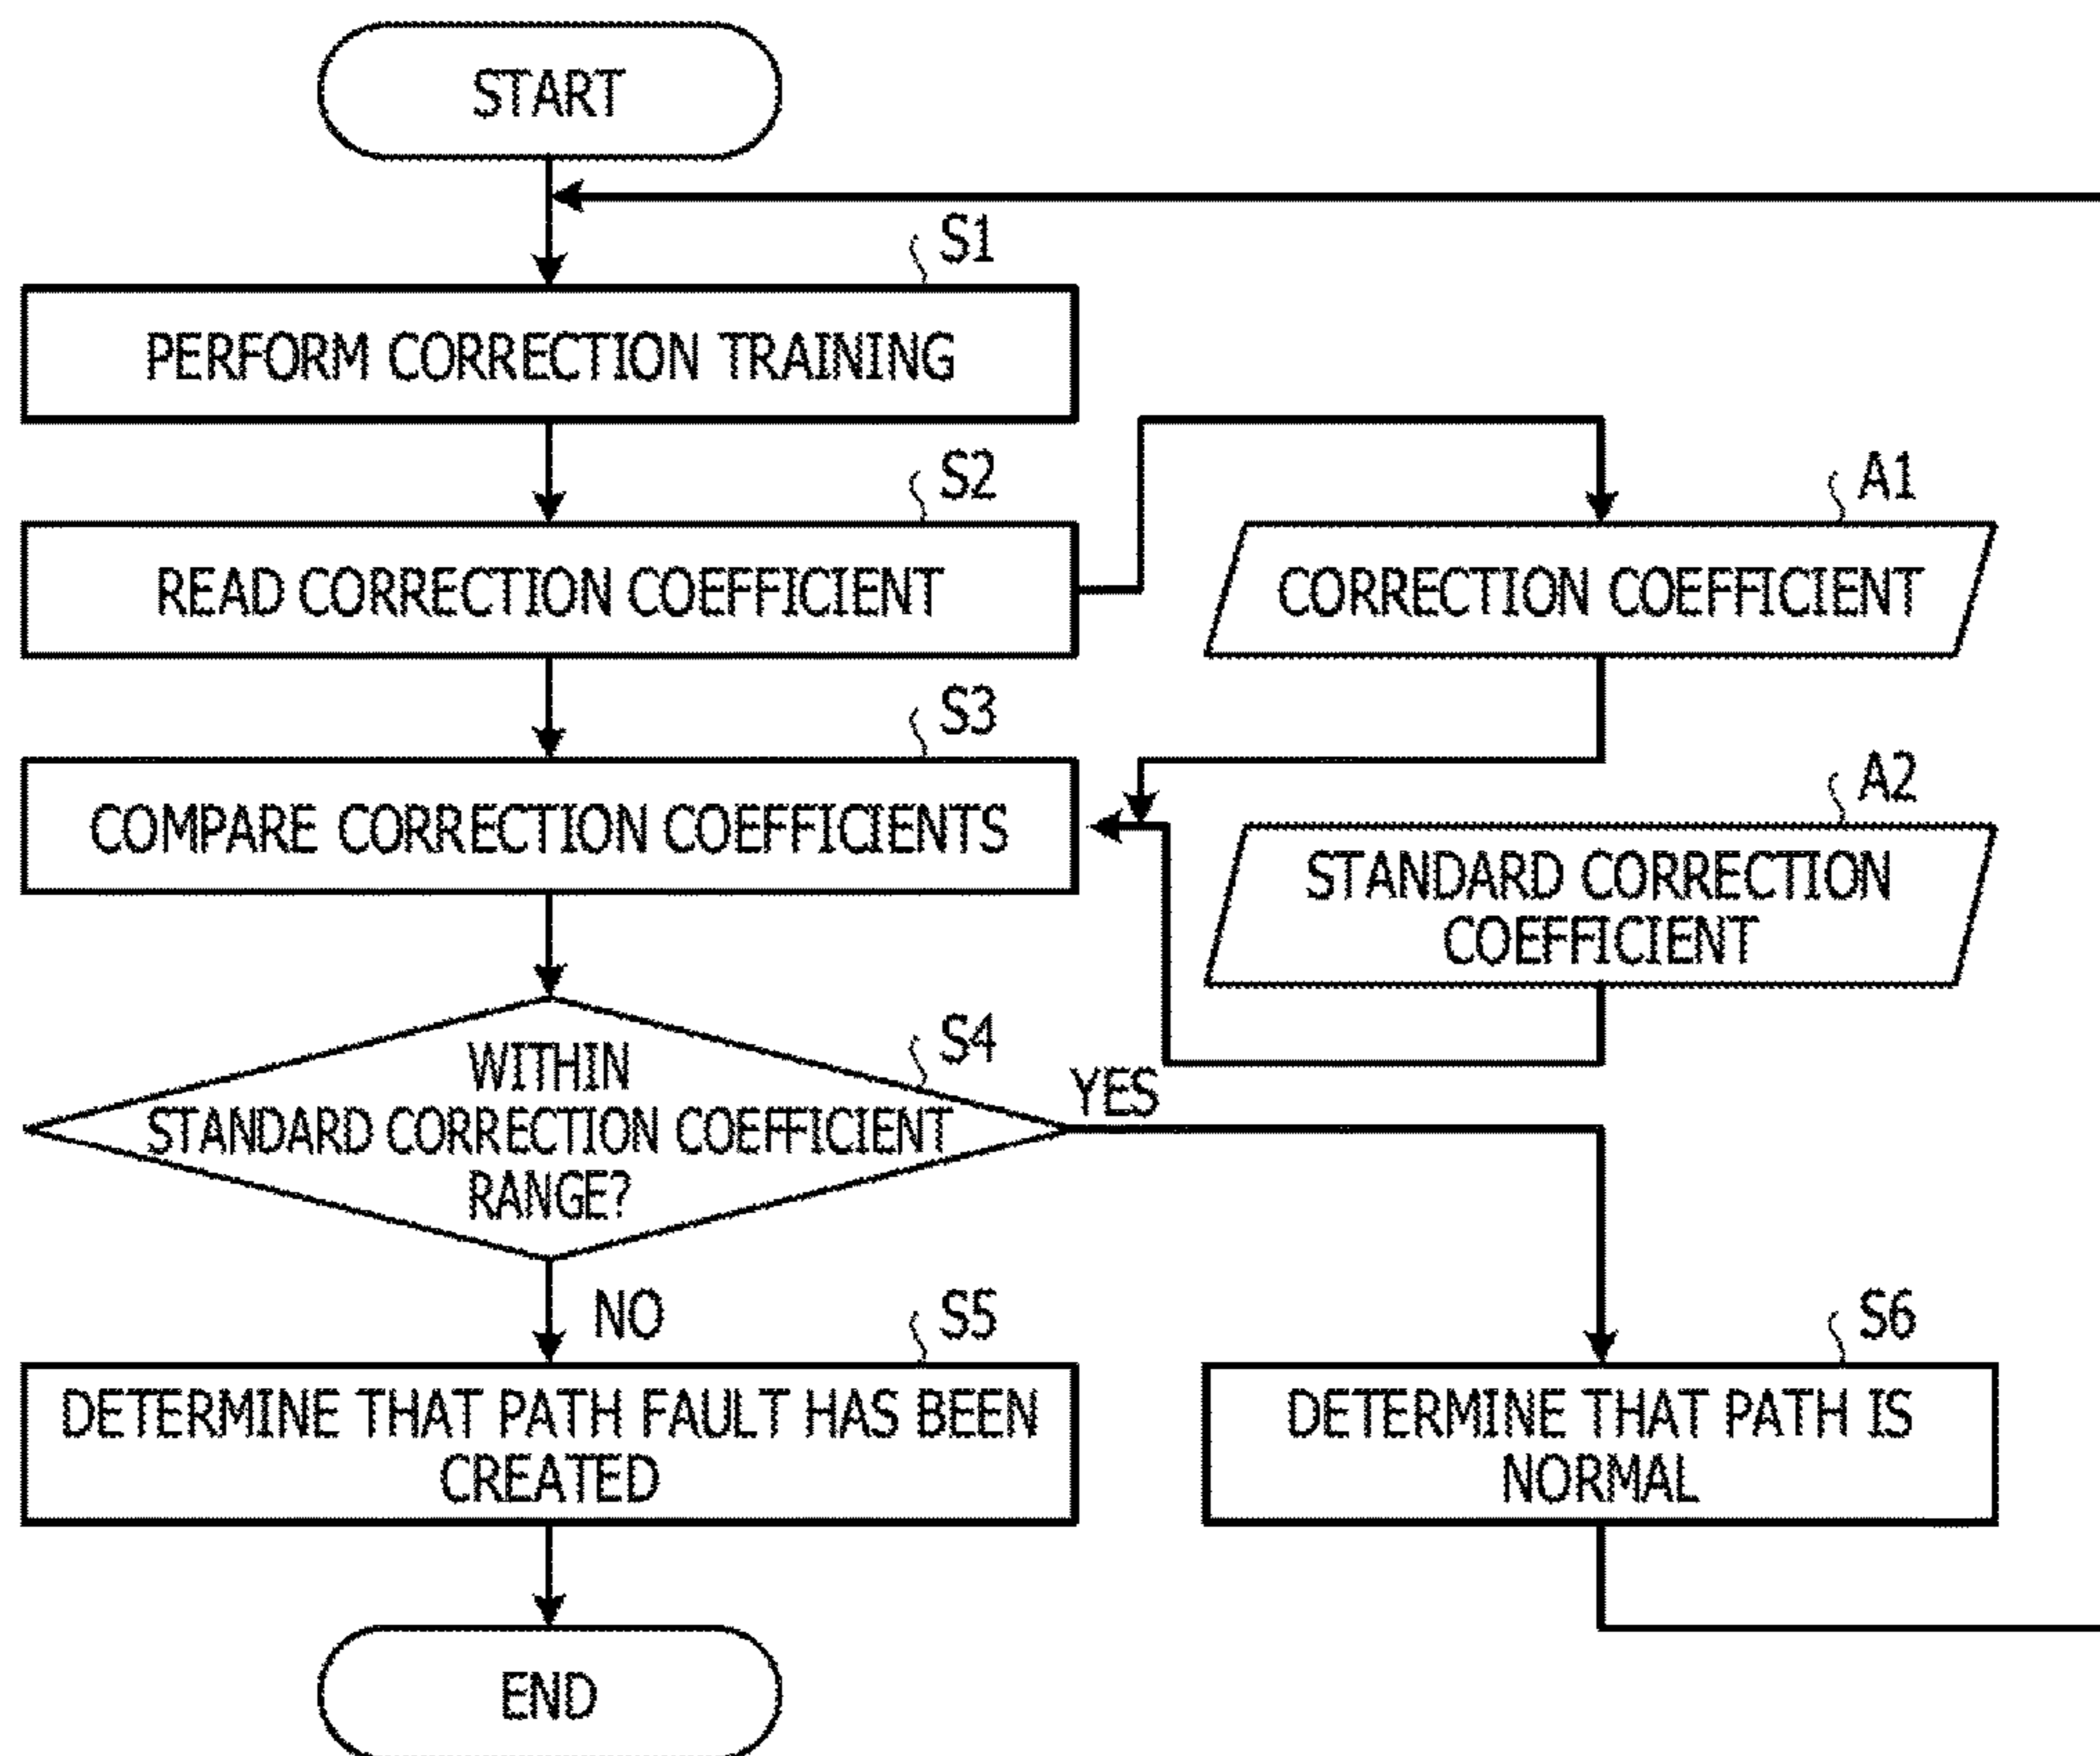 START
S1
PERFORM CORRECTION TRAINING
S2
READ CORRECTION COEFFICIENT
A1
CORRECTION COEFFICIENT
S3
COMPARE CORRECTION COEFFICIENTS
A2
STANDARD CORRECTION
COEFFICIENT
S4
WITHIN
STANDARD CORRECTION COEFFICIENT
RANGE?
YES
NO
S5
DETERMINE THAT PATH FAULT HAS BEEN
CREATED
S6
DETERMINE THAT PATH IS
NORMAL
END